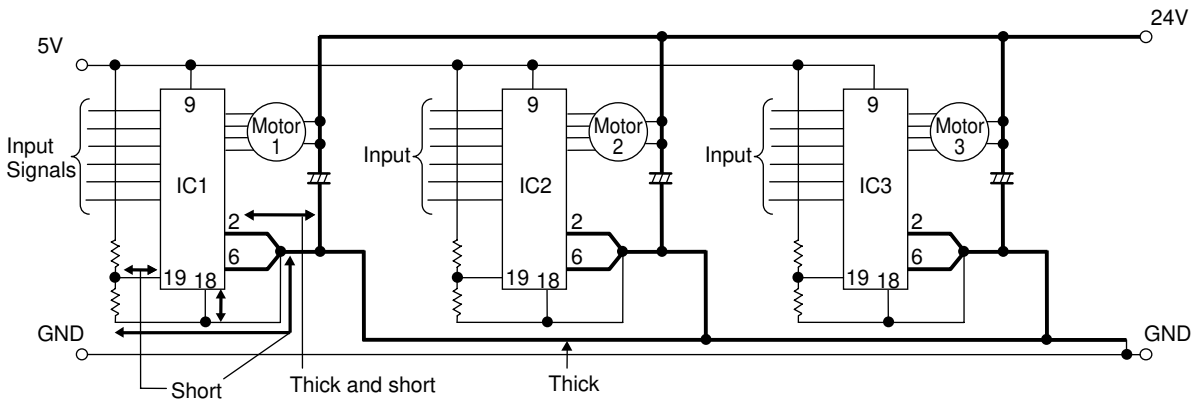 24V
5V
9
9
9
Input
Signals
Motor
1
Input
Motor
2
Input
Motor
3
IC1
IC2
IC3
2
2
2
6
6
6
19 18
19 18
19 18
GND
GND
Short
Thick and short
Thick